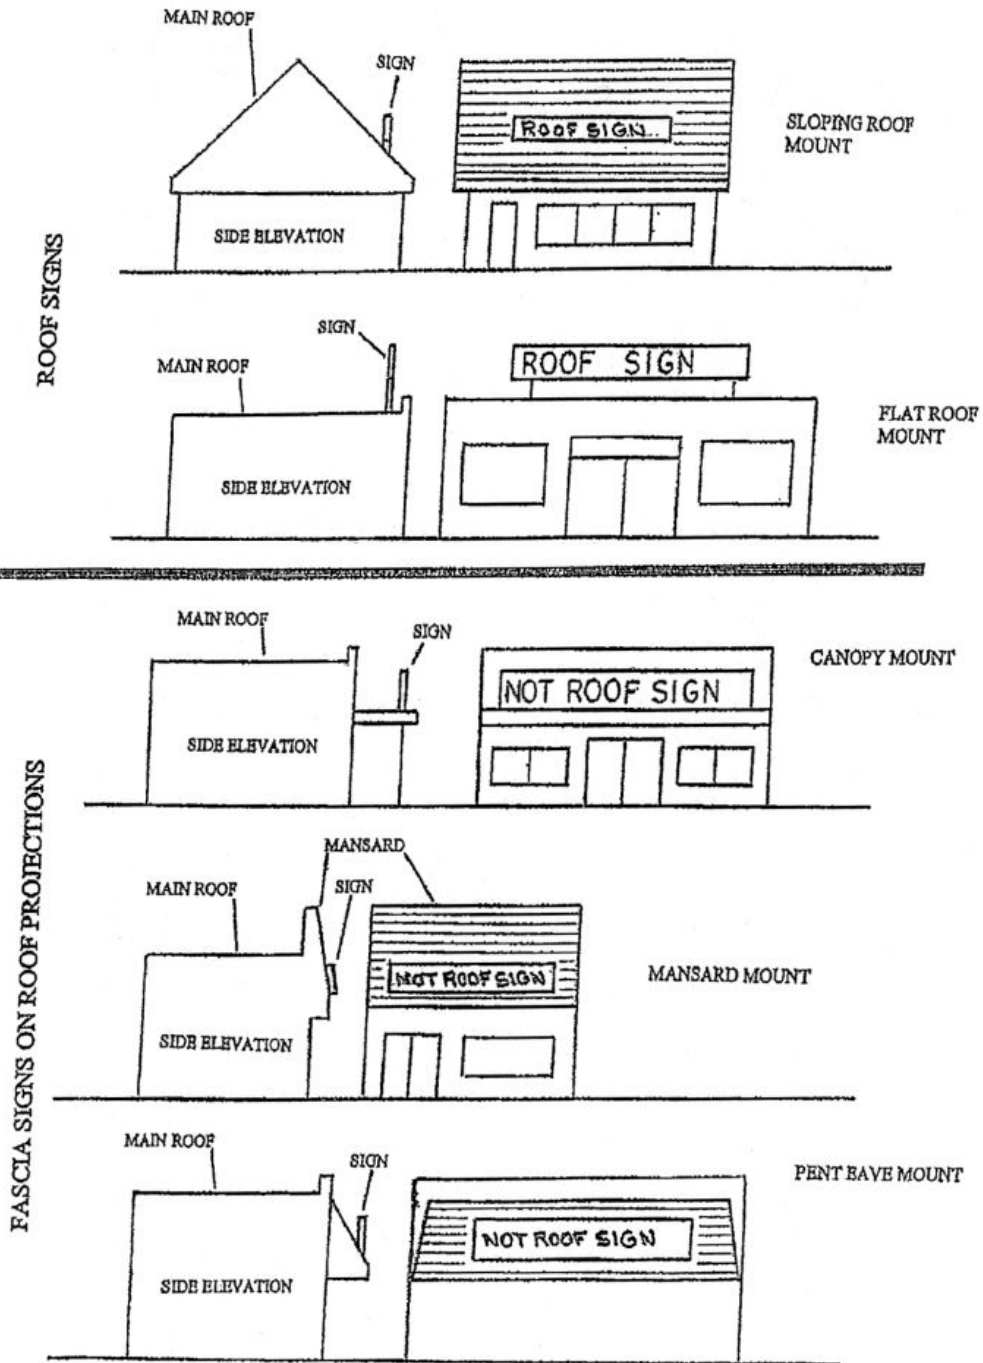 ROOF SIGNS
MAIN ROOF
SIGN
SIDE ELEVATION
ROOF SIGN
SLOPING ROOF
MOUNT
SIGN
MAIN ROOF
SIDE ELEVATION
ROOF SIGN
FLAT ROOF
MOUNT
FASCIA SIGNS ON ROOF PROJECTIONS
MAIN ROOF
SIGN
SIDE ELEVATION
NOT ROOF SIGN
CANOPY MOUNT
MANSARD
MAIN ROOF
SIGN
SIDE ELEVATION
NOT ROOF SIGN
MANSARD MOUNT
MAIN ROOF
SIGN
SIDE ELEVATION
NOT ROOF SIGN
PENT EAVE MOUNT